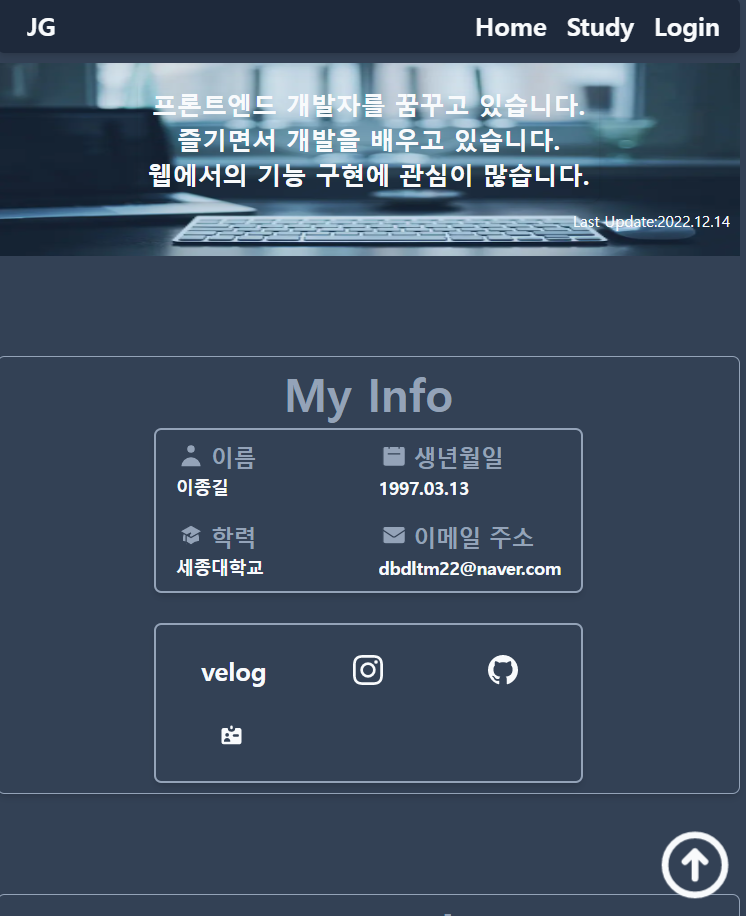 JG
Home Study Login
프론트엔드 개발자를 꿈꾸고 있습니다.
즐기면서 개발을 배우고 있습니다.
웹에서의 기능 구현에 관심이 많습니다.
Last Update:2022.12.14
My Info
이름
이종길
생년월일
1997.03.13
학력
세종대학교
이메일 주소
dbdltm22@naver.com
velog